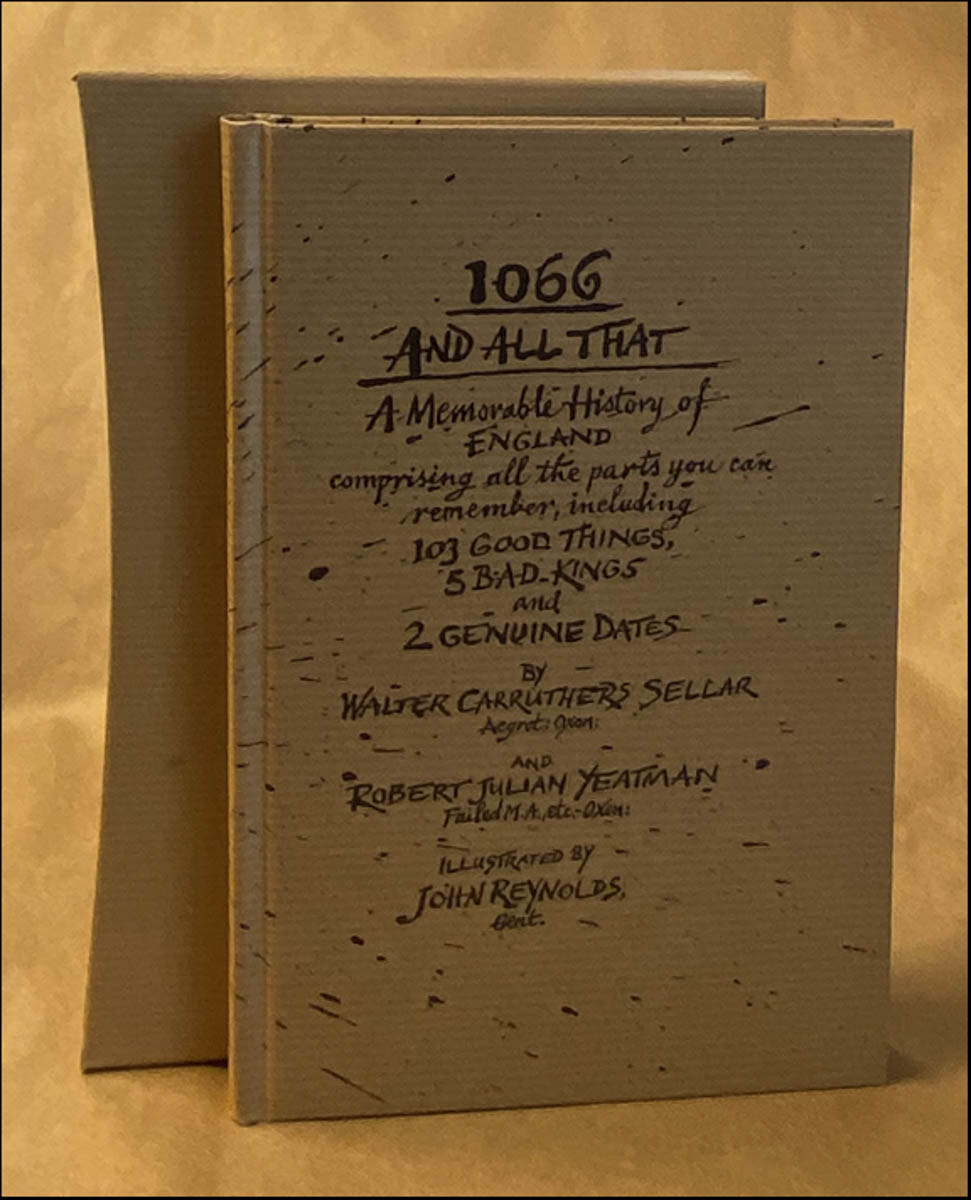 1066
AND ALL THAT
A Memorable History of
ENGLAND
comprising all the parts you can
remember, including
103 GOOD THINGS,
5 BAD KINGS
and
2 GENUINE DATES
BY
WALTER CARRUTHERS SELLAR
Aegrot: Oxon:
AND
ROBERT JULIAN YEATMAN
Failed M.A., etc. Oxon:
ILLUSTRATED BY
JOHN REYNOLDS,
Gent.